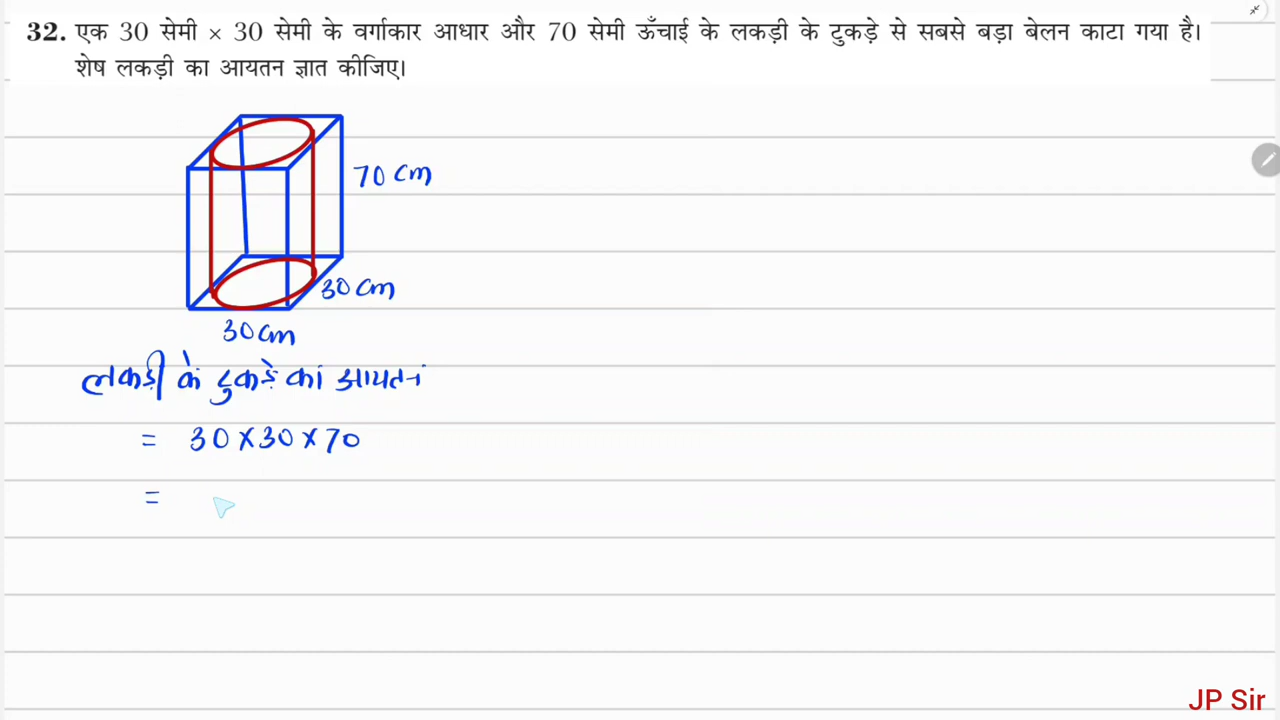 32. एक 30 सेमी × 30 सेमी के वर्गाकार आधार और 70 सेमी ऊँचाई के लकड़ी के टुकड़े से सबसे बड़ा बेलन काटा गया है।
शेष लकड़ी का आयतन ज्ञात कीजिए।
70 cm
30 cm
30 cm
लकड़ी के टुकड़े का आयतन
= 30 × 30 × 70
=
JP Sir